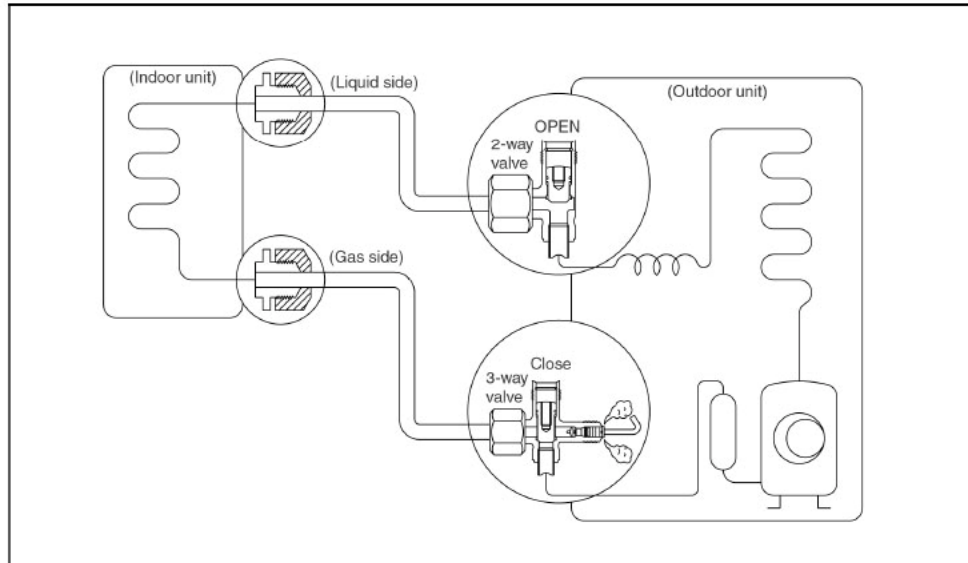 (Indoor unit)
(Liquid side)
(Outdoor unit)
OPEN
2-way
valve
(Gas side)
Close
3-way
valve